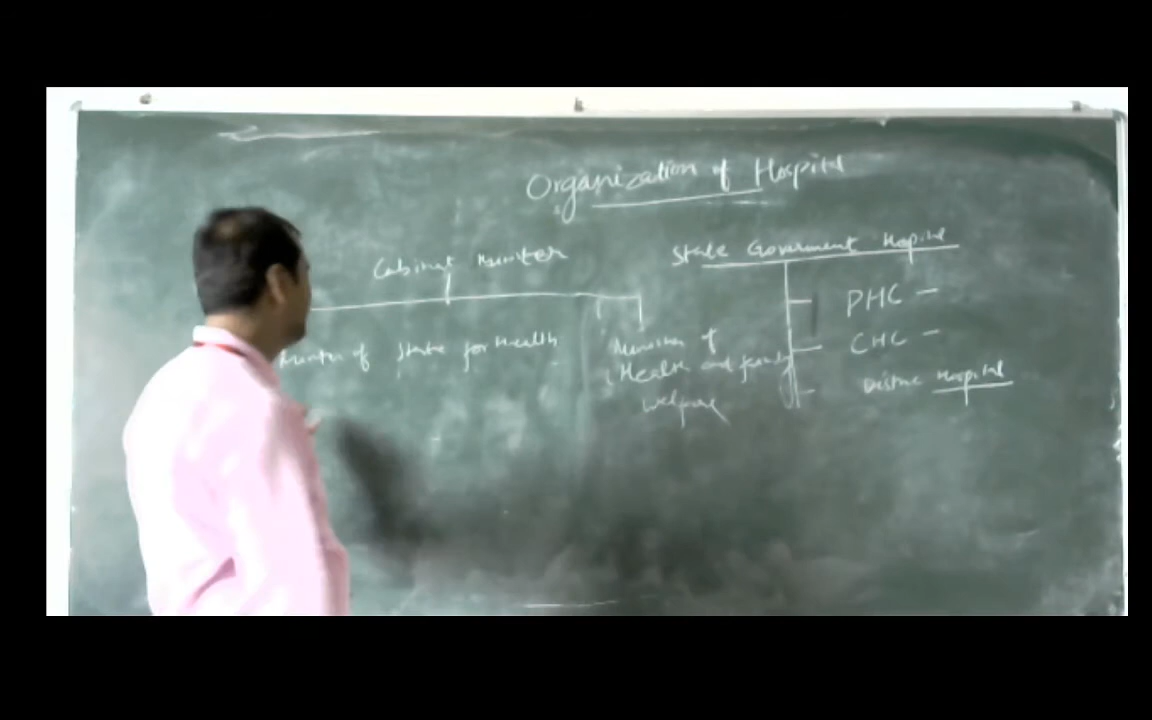 Organization of Hospital
Cabinet Minister
State Goverment Hospital
PHC -
CHC -
Minister of State for Health
Minister of
Health and family
welfare
District Hospital